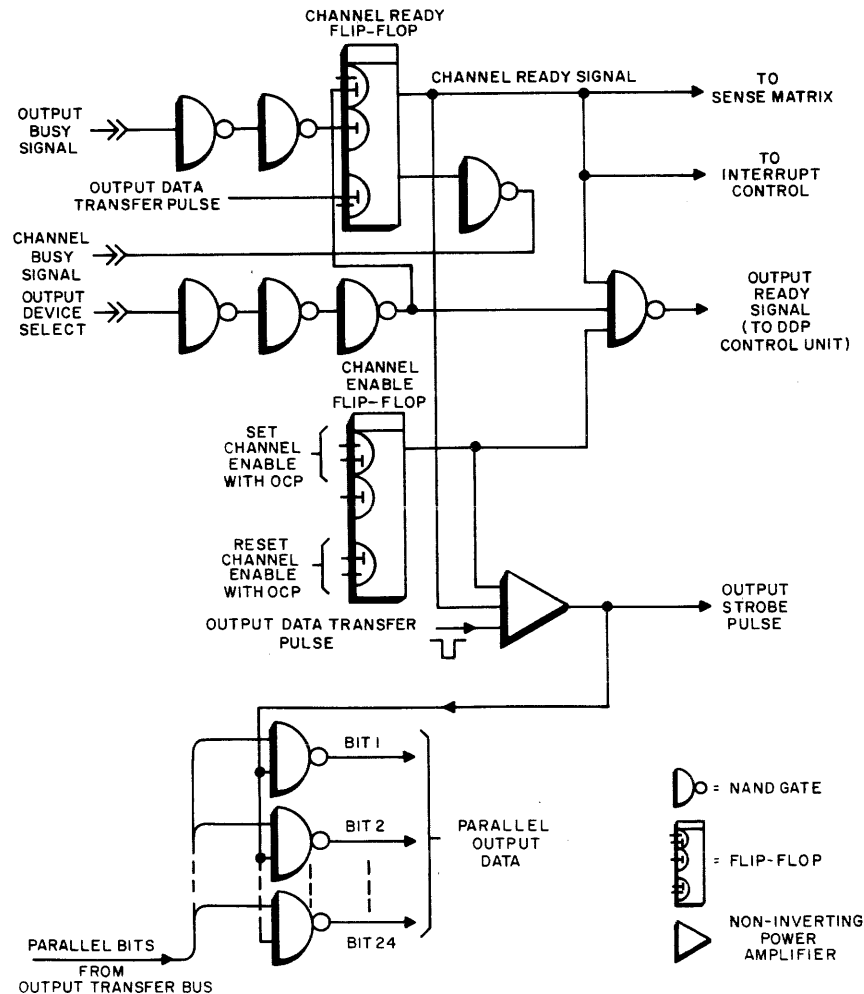 CHANNEL READY
FLIP-FLOP
CHANNEL READY SIGNAL
TO
SENSE MATRIX
OUTPUT
BUSY
SIGNAL
TO
INTERRUPT
CONTROL
OUTPUT DATA
TRANSFER PULSE
CHANNEL
BUSY
SIGNAL
OUTPUT
DEVICE
SELECT
OUTPUT
READY
SIGNAL
(TO DDP
CONTROL UNIT)
CHANNEL
ENABLE
FLIP-FLOP
SET
CHANNEL
ENABLE
WITH OCP
RESET
CHANNEL
ENABLE
WITH OCP
OUTPUT DATA TRANSFER
PULSE
OUTPUT
STROBE
PULSE
BIT 1
BIT 2
BIT 24
PARALLEL
OUTPUT
DATA
PARALLEL BITS
FROM
OUTPUT TRANSFER BUS
= NAND GATE
= FLIP-FLOP
NON-INVERTING
= POWER
AMPLIFIER